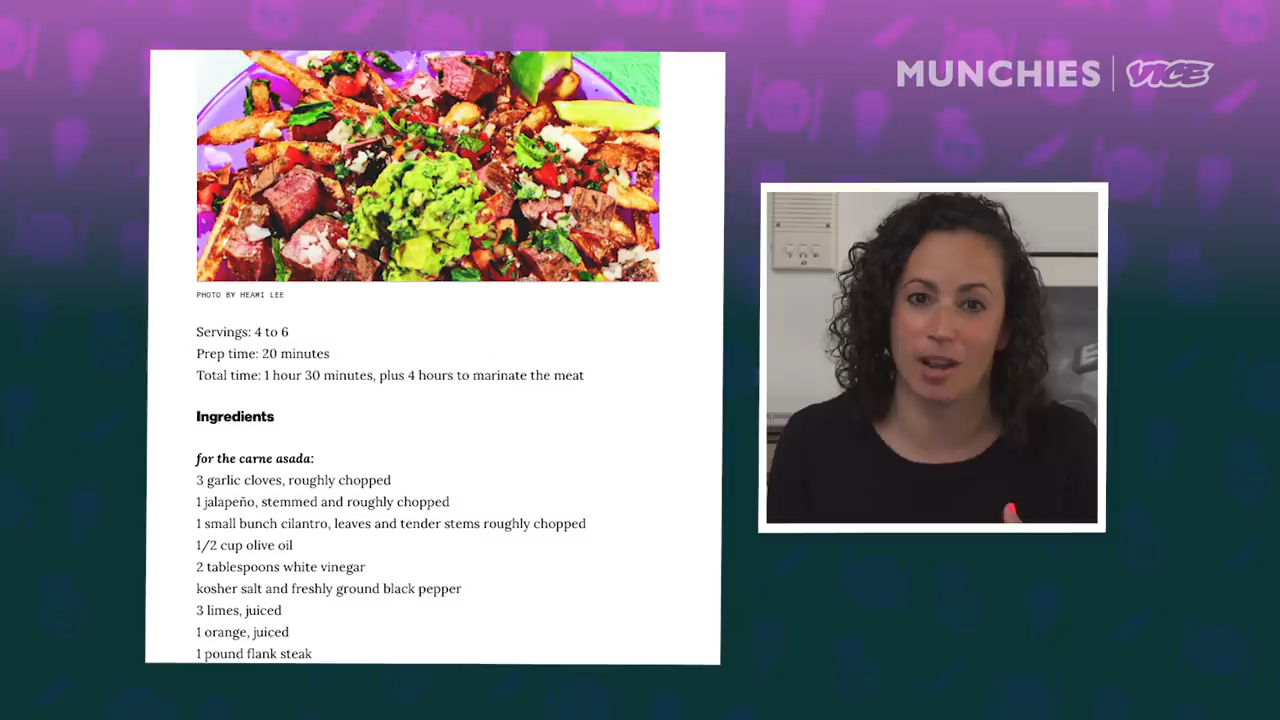 MUNCHIES | VICE
PHOTO BY HEAMI LEE
Servings: 4 to 6
Prep time: 20 minutes
Total time: 1 hour 30 minutes, plus 4 hours to marinate the meat
Ingredients
for the carne asada:
3 garlic cloves, roughly chopped
1 jalapeño, stemmed and roughly chopped
1 small bunch cilantro, leaves and tender stems roughly chopped
1/2 cup olive oil
2 tablespoons white vinegar
kosher salt and freshly ground black pepper
3 limes, juiced
1 orange, juiced
1 pound flank steak